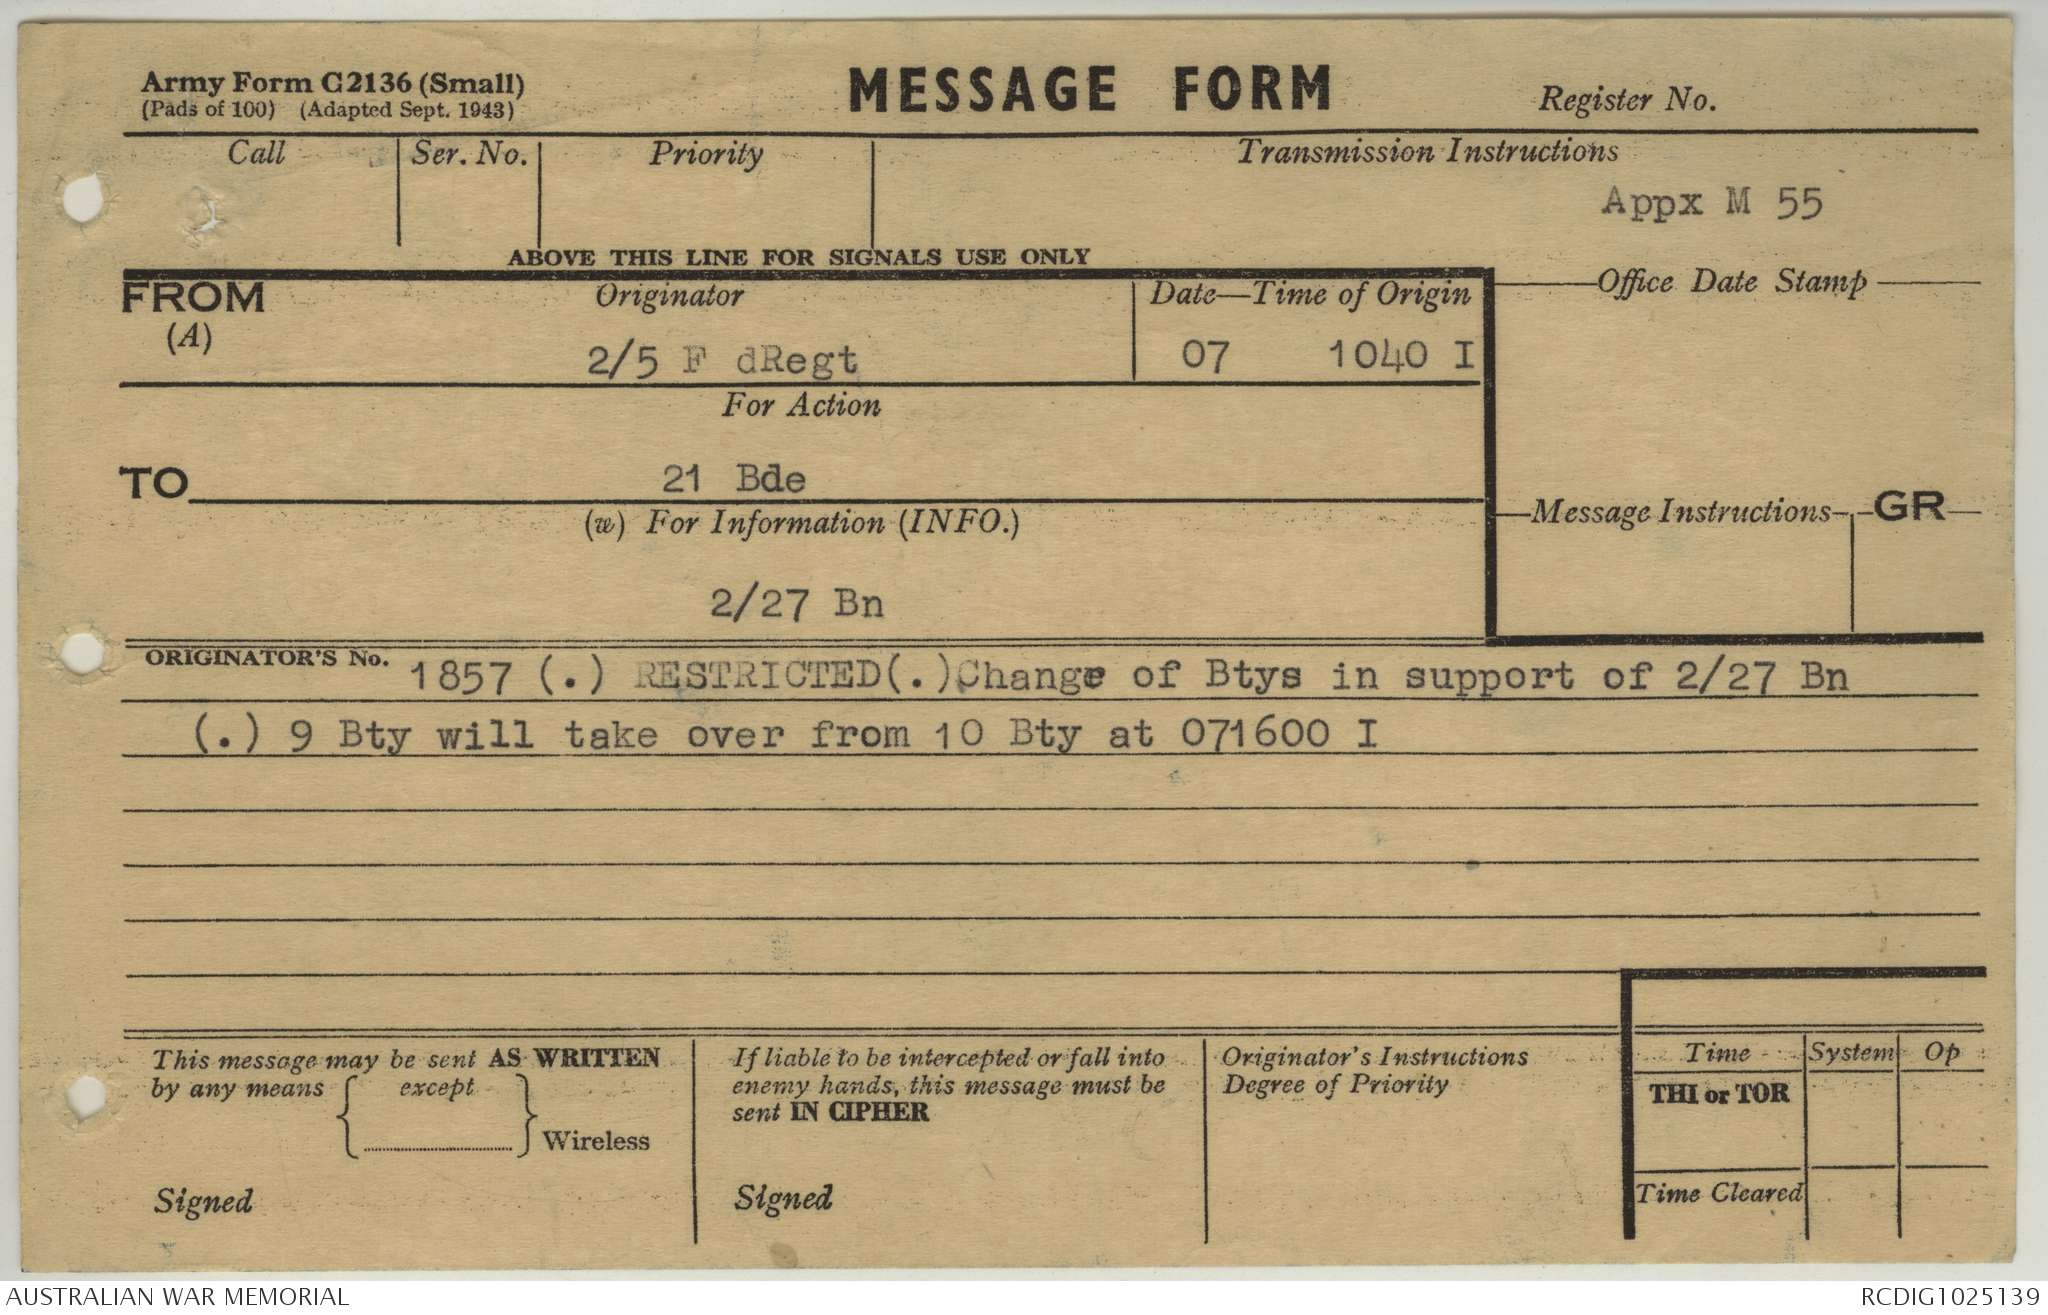 Army Form C2136 (Small)
(Pads of 100) (Adapted Sept. 1943)
MESSAGE FORM
Register No.
Call
Ser. No.
Priority
Transmission Instructions
Appx M 55
ABOVE THIS LINE FOR SIGNALS USE ONLY
FROM
(A)
Originator
Date—Time of Origin
Office Date Stamp
2/5 F dRegt
07 1040 I
For Action
TO
21 Bde
(w) For Information (INFO.)
Message Instructions
GR
2/27 Bn
ORIGINATOR'S No. 1857 (.) RESTRICTED(.)Change of Btys in support of 2/27 Bn
(.) 9 Bty will take over from 10 Bty at 071600 I
This message may be sent AS WRITTEN
by any means { except
} Wireless
Signed
If liable to be intercepted or fall into
enemy hands, this message must be
sent IN CIPHER
Signed
Originator's Instructions
Degree of Priority
Time
System
Op
THI or TOR
Time Cleared
AUSTRALIAN WAR MEMORIAL
RCDIG1025139